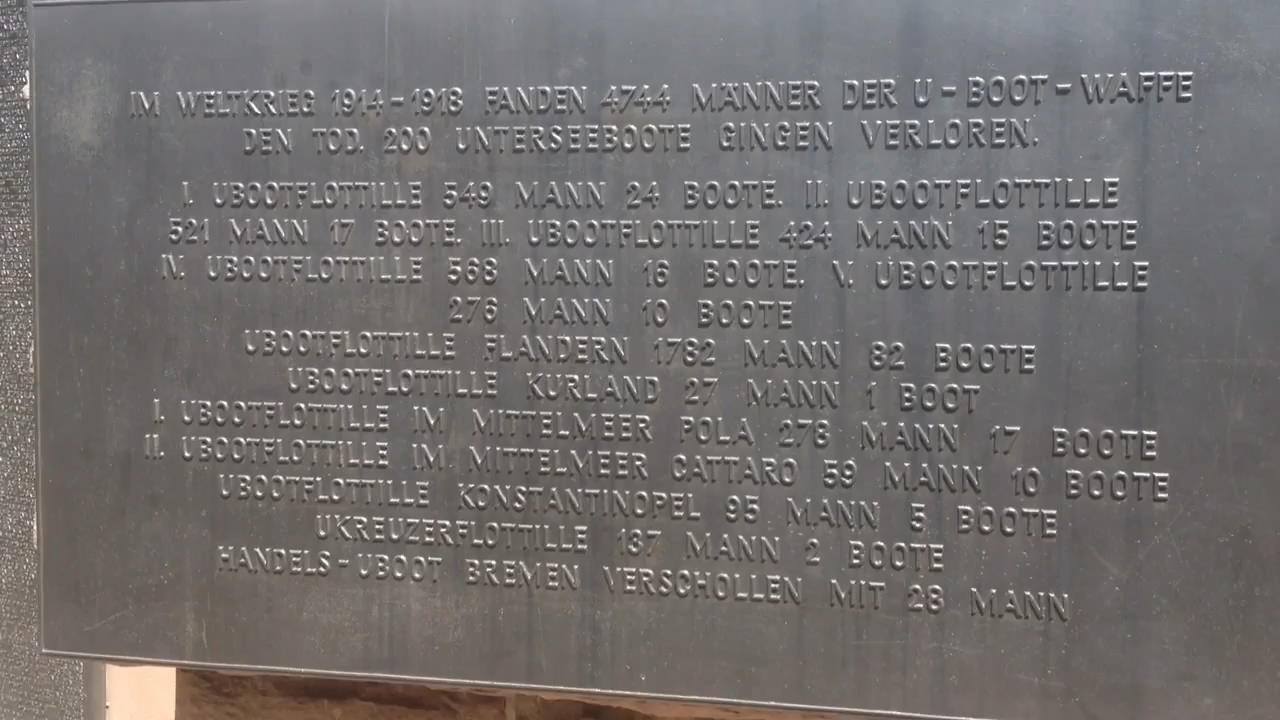 IM WELTKRIEG 1914-1918 FANDEN 4744 MÄNNER DER U-BOOT-WAFFE
DEN TOD. 200 UNTERSEEBOOTE GINGEN VERLOREN.
I. UBOOTFLOTTILLE 549 MANN 24 BOOTE. II. UBOOTFLOTTILLE
521 MANN 17 BOOTE. III. UBOOTFLOTTILLE 424 MANN 15 BOOTE
IV. UBOOTFLOTTILLE 568 MANN 16 BOOTE. V. UBOOTFLOTTILLE
276 MANN 10 BOOTE
UBOOTFLOTTILLE FLANDERN 1782 MANN 82 BOOTE
UBOOTFLOTTILLE KURLAND 27 MANN 1 BOOT
I. UBOOTFLOTTILLE IM MITTELMEER POLA 278 MANN 17 BOOTE
II. UBOOTFLOTTILLE IM MITTELMEER CATTARO 59 MANN 10 BOOTE
UBOOTFLOTTILLE KONSTANTINOPEL 95 MANN 5 BOOTE
UKREUZERFLOTTILLE 137 MANN 2 BOOTE
HANDELS-UBOOT BREMEN VERSCHOLLEN MIT 28 MANN